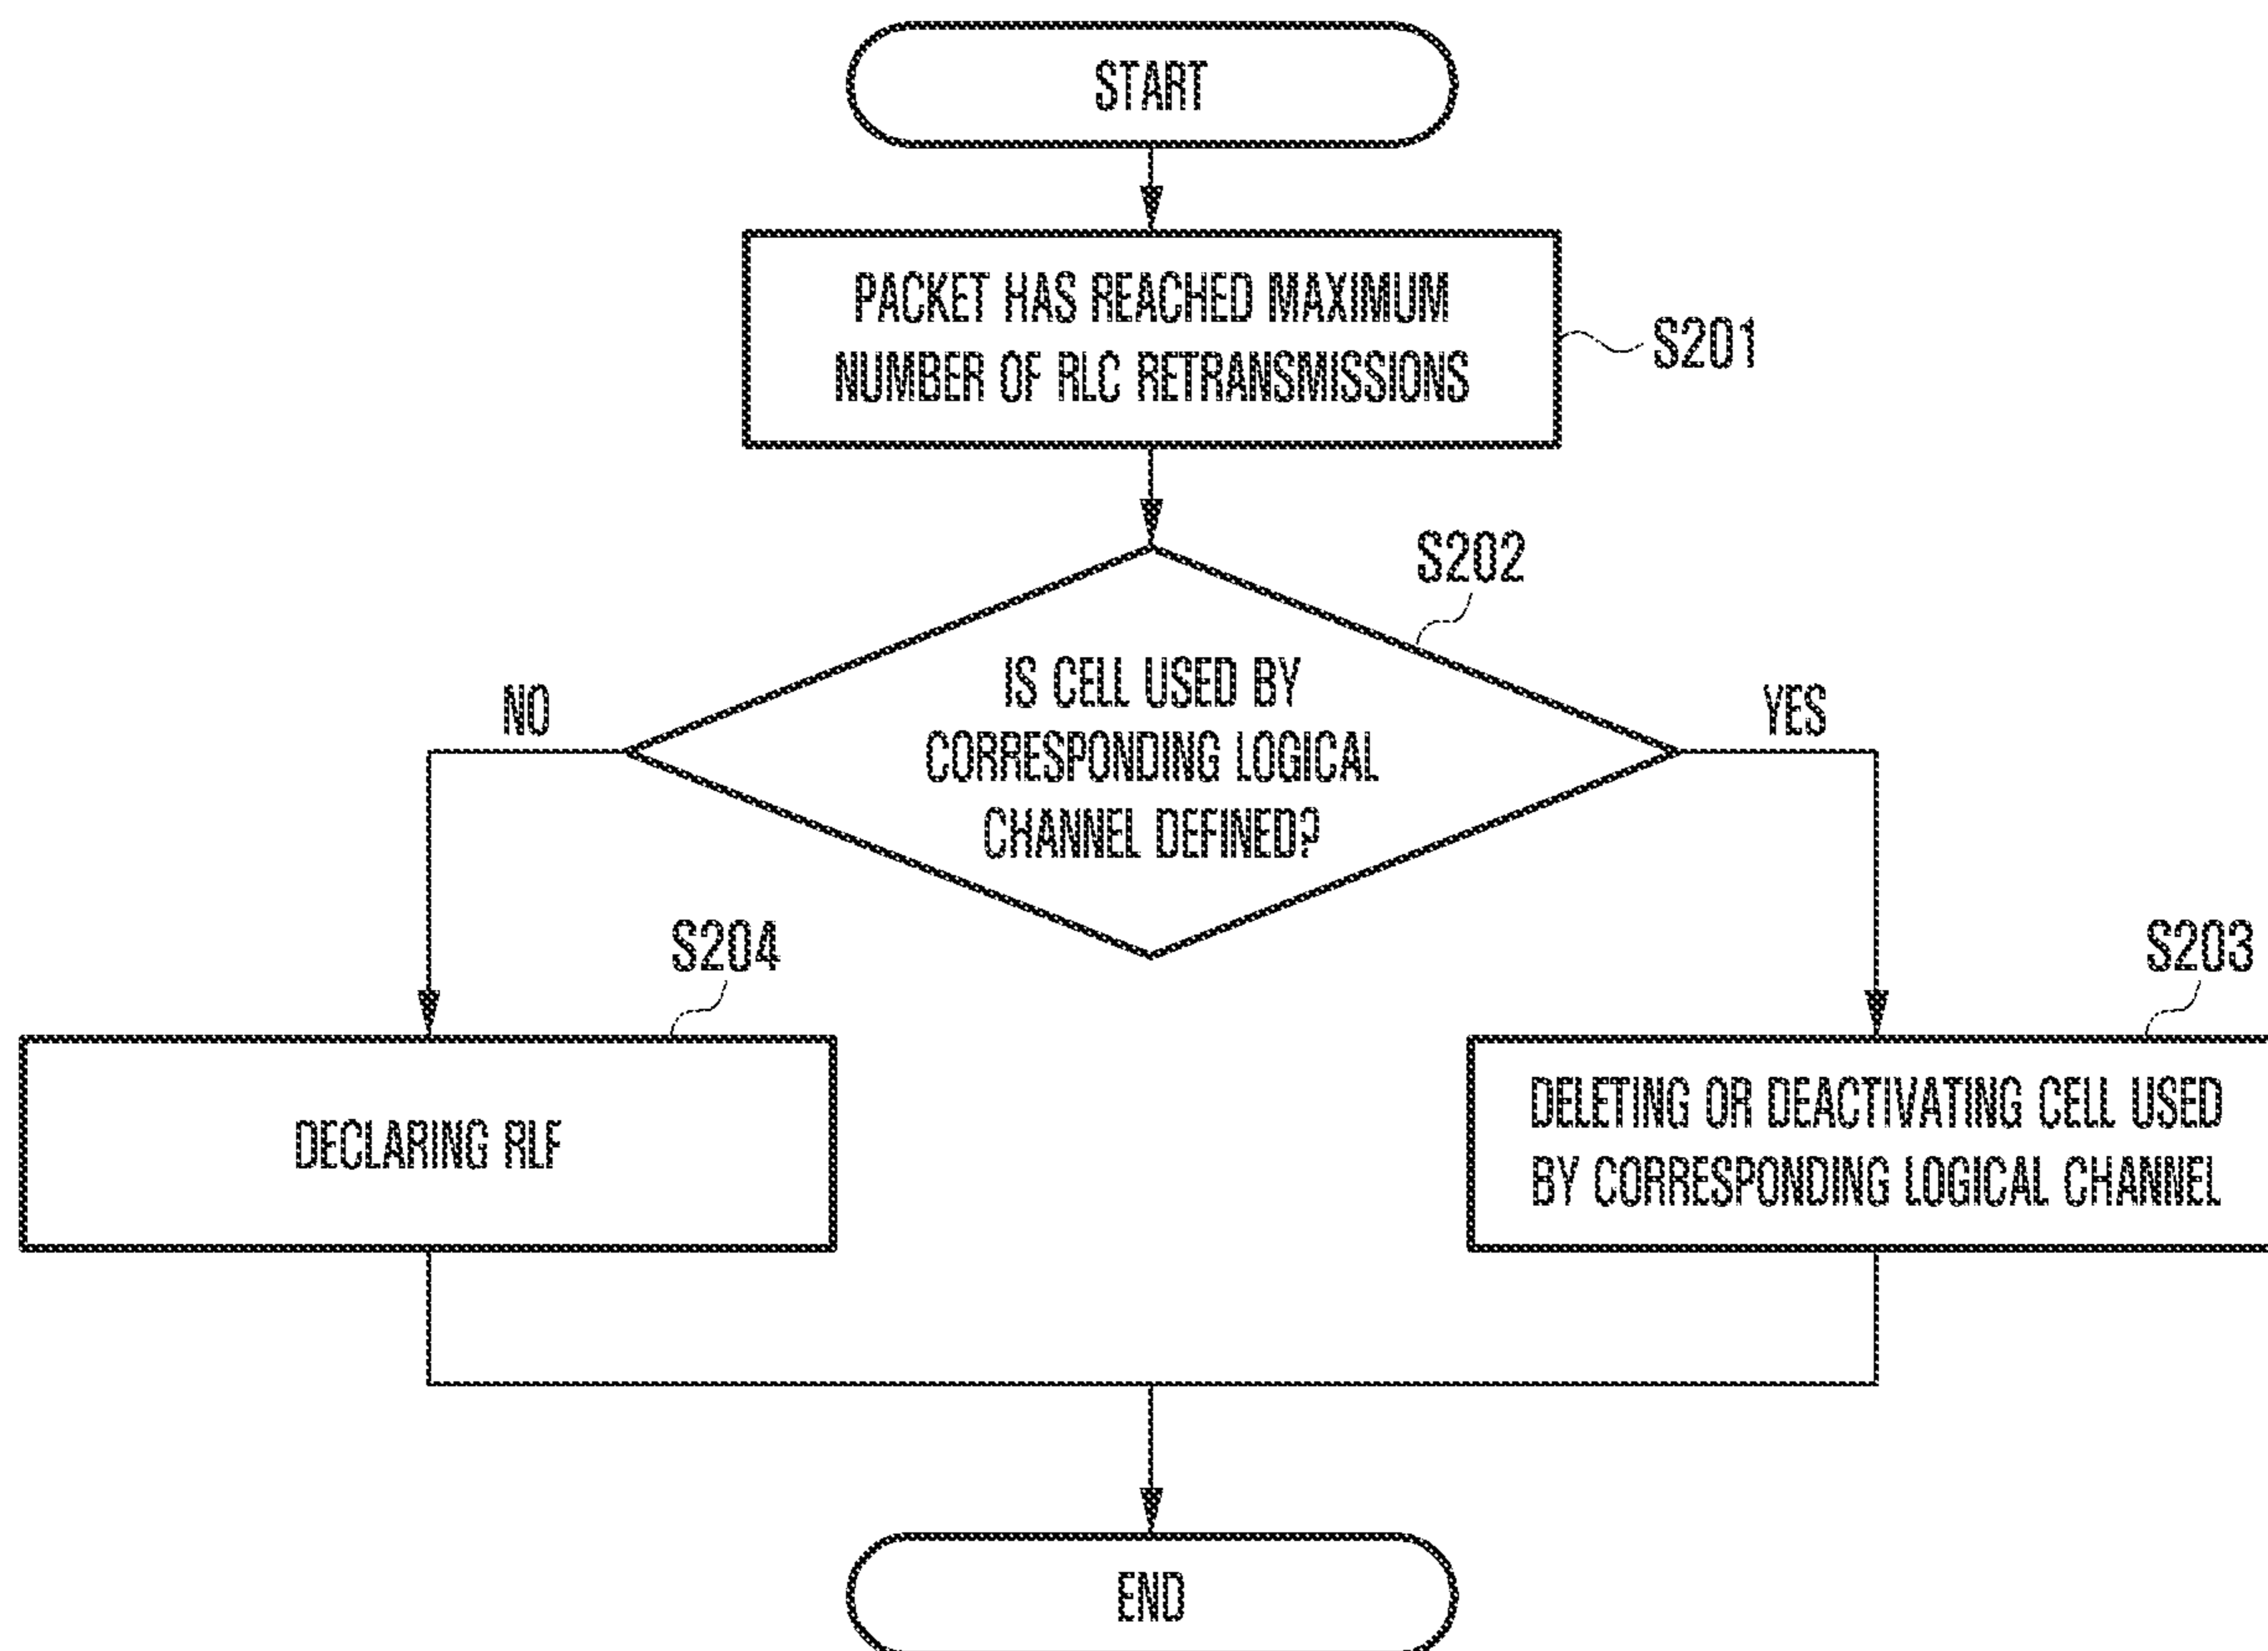 START
PACKET HAS REACHED MAXIMUM
NUMBER OF RLC RETRANSMISSIONS
S201
S202
IS CELL USED BY
CORRESPONDING LOGICAL
CHANNEL DEFINED?
NO
YES
S204
S203
DECLARING RLF
DELETING OR DEACTIVATING CELL USED
BY CORRESPONDING LOGICAL CHANNEL
END